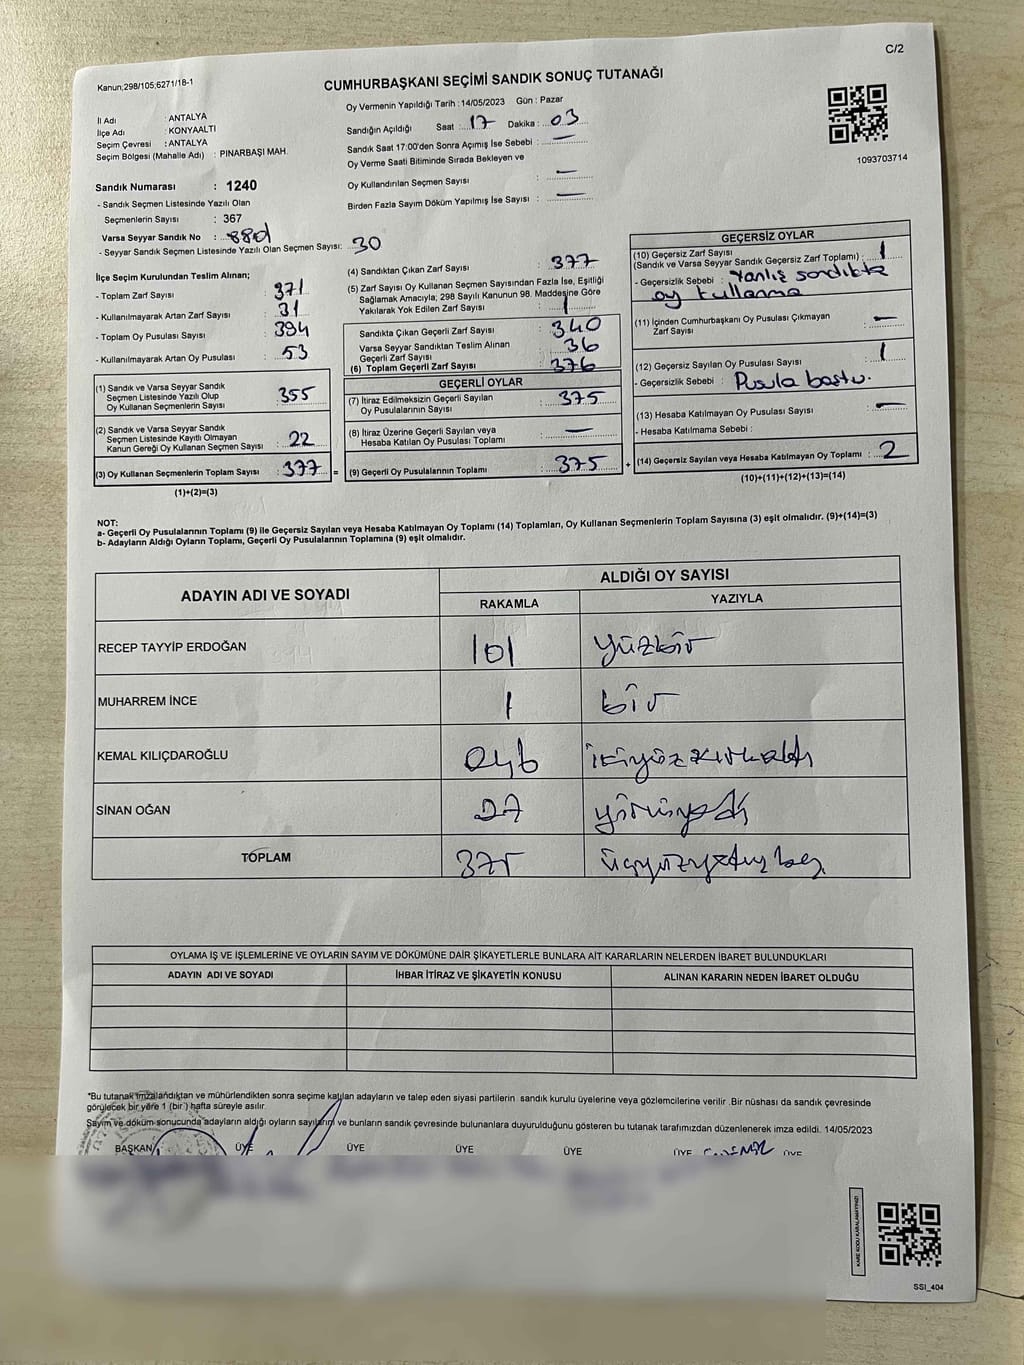 C/2
Kanun;298/105;6271/18-1
CUMHURBAŞKANI SEÇİMİ SANDIK SONUÇ TUTANAĞI
İl Adı : ANTALYA
İlçe Adı : KONYAALTI
Seçim Çevresi : ANTALYA
Seçim Bölgesi (Mahalle Adı) : PINARBAŞI MAH.
Sandık Numarası : 1240
- Sandık Seçmen Listesinde Yazılı Olan
Seçmenlerin Sayısı : 367
Varsa Seyyar Sandık No :
- Seyyar Sandık Seçmen Listesinde Yazılı Olan Seçmen Sayısı: 30
Oy Vermenin Yapıldığı Tarih : 14/05/2023 Gün : Pazar
Sandığın Açıldığı Saat : 17 Dakika : 03
Sandık Saat 17:00'den Sonra Açımış İse Sebebi : —
Oy Verme Saati Bitiminde Sırada Bekleyen ve
Oy Kullandırılan Seçmen Sayısı : —
Birden Fazla Sayım Döküm Yapılmış İse Sayısı : —
1093703714
İlçe Seçim Kurulundan Teslim Alınan;
- Toplam Zarf Sayısı : 371
- Kullanılmayarak Artan Zarf Sayısı : 31
- Toplam Oy Pusulası Sayısı : 394
- Kullanılmayarak Artan Oy Pusulası : 53
(1) Sandık ve Varsa Seyyar Sandık
Seçmen Listesinde Yazılı Olup
Oy Kullanan Seçmenlerin Sayısı : 355
(2) Sandık ve Varsa Seyyar Sandık
Seçmen Listesinde Kayıtlı Olmayan
Kanun Gereği Oy Kullanan Seçmen Sayısı : 22
(3) Oy Kullanan Seçmenlerin Toplam Sayısı : 377 =
(1)+(2)=(3)
(4) Sandıktan Çıkan Zarf Sayısı : 377
(5) Zarf Sayısı Oy Kullanan Seçmen Sayısından Fazla İse, Eşitliği
Sağlamak Amacıyla; 298 Sayılı Kanunun 98. Maddesine Göre
Yakılarak Yok Edilen Zarf Sayısı : 1
Sandıkta Çıkan Geçerli Zarf Sayısı : 340
Varsa Seyyar Sandıktan Teslim Alınan
Geçerli Zarf Sayısı : 36
(6) Toplam Geçerli Zarf Sayısı : 376
GEÇERLİ OYLAR
(7) İtiraz Edilmeksizin Geçerli Sayılan
Oy Pusulalarının Sayısı : 375
(8) İtiraz Üzerine Geçerli Sayılan veya
Hesaba Katılan Oy Pusulası Toplamı : —
(9) Geçerli Oy Pusulalarının Toplamı : 375 +
GEÇERSİZ OYLAR
(10) Geçersiz Zarf Sayısı
(Sandık ve Varsa Seyyar Sandık Geçersiz Zarf Toplamı) : 1
- Geçersizlik Sebebi : Yanlış sandıkta
oy kullanma
(11) İçinden Cumhurbaşkanı Oy Pusulası Çıkmayan
Zarf Sayısı : —
(12) Geçersiz Sayılan Oy Pusulası Sayısı : 1
- Geçersizlik Sebebi : Pusula
(13) Hesaba Katılmayan Oy Pusulası Sayısı : —
- Hesaba Katılmama Sebebi :
(14) Geçersiz Sayılan veya Hesaba Katılmayan Oy Toplamı : 2
(10)+(11)+(12)+(13)=(14)
NOT:
a- Geçerli Oy Pusulalarının Toplamı (9) ile Geçersiz Sayılan veya Hesaba Katılmayan Oy Toplamı (14) Toplamları, Oy Kullanan Seçmenlerin Toplam Sayısına (3) eşit olmalıdır. (9)+(14)=(3)
b- Adayların Aldığı Oyların Toplamı, Geçerli Oy Pusulalarının Toplamına (9) eşit olmalıdır.
ADAYIN ADI VE SOYADI ALDIĞI OY SAYISI
RAKAMLA YAZIYLA
RECEP TAYYİP ERDOĞAN 101 yüzbir
MUHARREM İNCE 1 bir
KEMAL KILIÇDAROĞLU 246 ikiyüzkırkaltı
SİNAN OĞAN 27 yirmiyedi
TOPLAM 375 üçyüzyetmişbeş
OYLAMA İŞ VE İŞLEMLERİNE VE OYLARIN SAYIM VE DÖKÜMÜNE DAİR ŞİKAYETLERLE BUNLARA AİT KARARLARIN NELERDEN İBARET BULUNDUKLARI
ADAYIN ADI VE SOYADI İHBAR İTİRAZ VE ŞİKAYETİN KONUSU ALINAN KARARIN NEDEN İBARET OLDUĞU
*Bu tutanak imzalandıktan ve mühürlendikten sonra seçime katılan adayların ve talep eden siyasi partilerin sandık kurulu üyelerine veya gözlemcilerine verilir .Bir nüshası da sandık çevresinde
görülecek bir yere 1 (bir ) hafta süreyle asılır.
Sayım ve döküm sonucunda adayların aldığı oyların sayılarını ve bunların sandık çevresinde bulunanlara duyurulduğunu gösteren bu tutanak tarafımızdan düzenlenerek imza edildi. 14/05/2023
BAŞKAN ÜYE ÜYE ÜYE ÜYE ÜYE ÜYE
KARE KODU KARALAMAYINIZ!
SSI_404